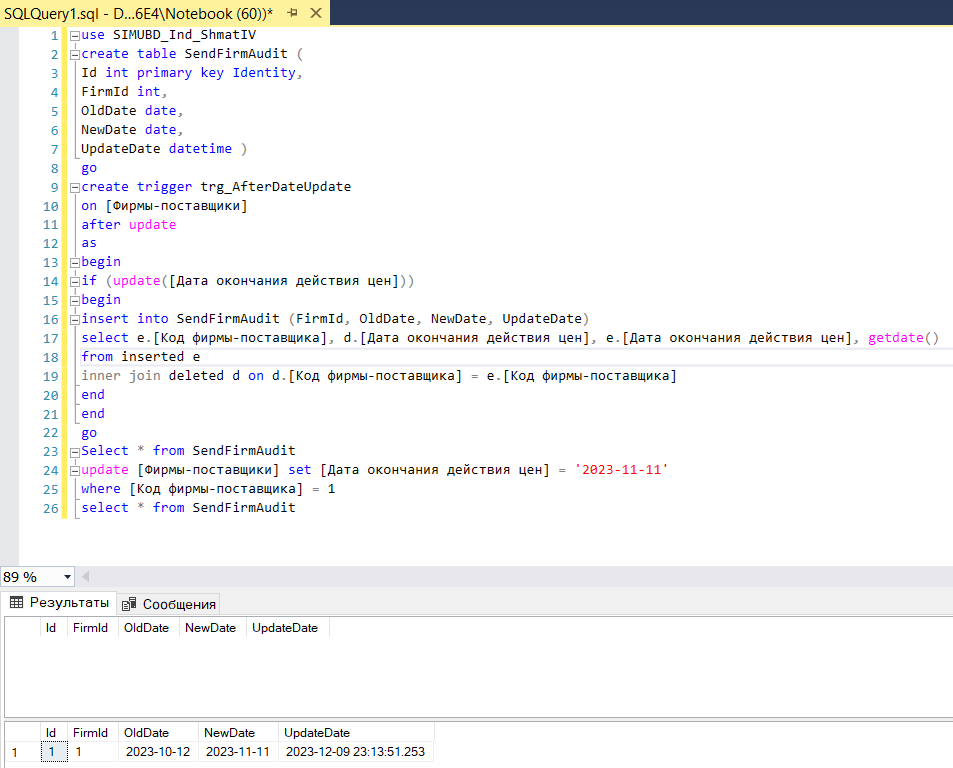 SQLQuery1.sql - D...6E4\Notebook (60))*
1 use SIMUBD_Ind_ShmatIV
2 create table SendFirmAudit (
3 Id int primary key Identity,
4 FirmId int,
5 OldDate date,
6 NewDate date,
7 UpdateDate datetime )
8 go
9 create trigger trg_AfterDateUpdate
10 on [Фирмы-поставщики]
11 after update
12 as
13 begin
14 if (update([Дата окончания действия цен]))
15 begin
16 insert into SendFirmAudit (FirmId, OldDate, NewDate, UpdateDate)
17 select e.[Код фирмы-поставщика], d.[Дата окончания действия цен], e.[Дата окончания действия цен], getdate()
18 from inserted e
19 inner join deleted d on d.[Код фирмы-поставщика] = e.[Код фирмы-поставщика]
20 end
21 end
22 go
23 Select * from SendFirmAudit
24 update [Фирмы-поставщики] set [Дата окончания действия цен] = '2023-11-11'
25 where [Код фирмы-поставщика] = 1
26 select * from SendFirmAudit
89 %
Результаты Сообщения
Id FirmId OldDate NewDate UpdateDate
Id FirmId OldDate NewDate UpdateDate
1 1 1 2023-10-12 2023-11-11 2023-12-09 23:13:51.253